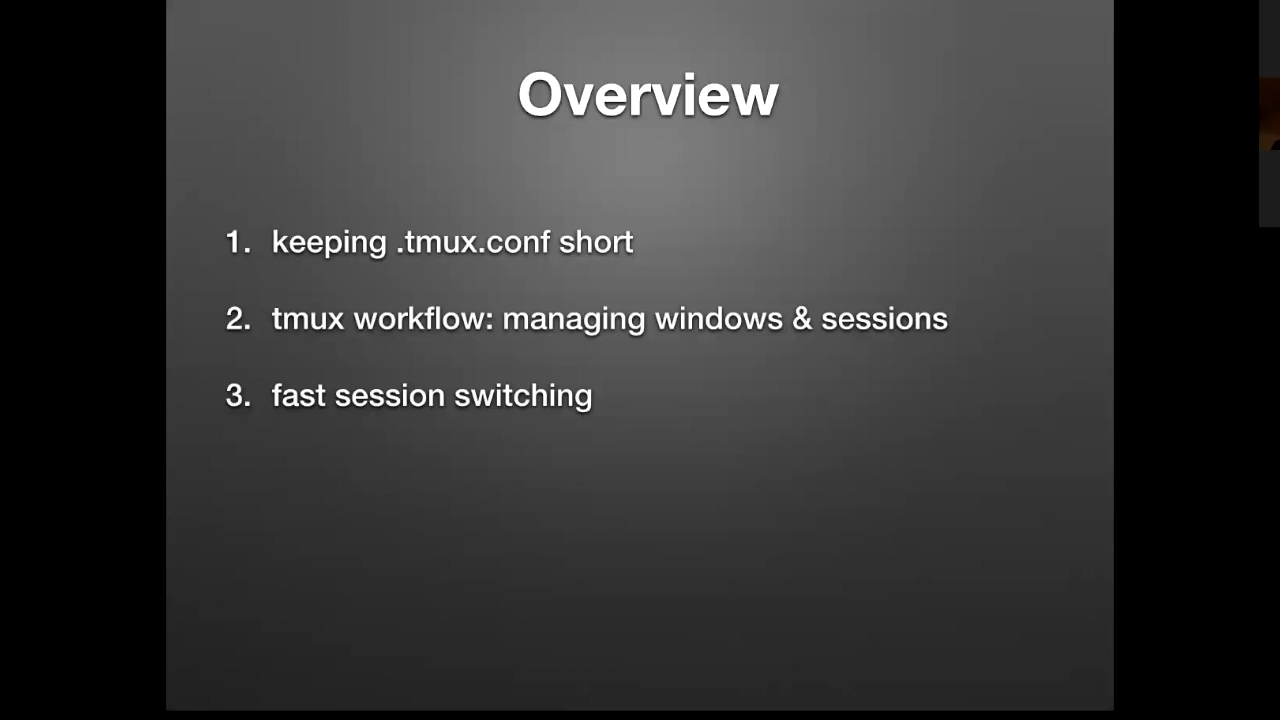 Overview
1. keeping .tmux.conf short
2. tmux workflow: managing windows & sessions
3. fast session switching